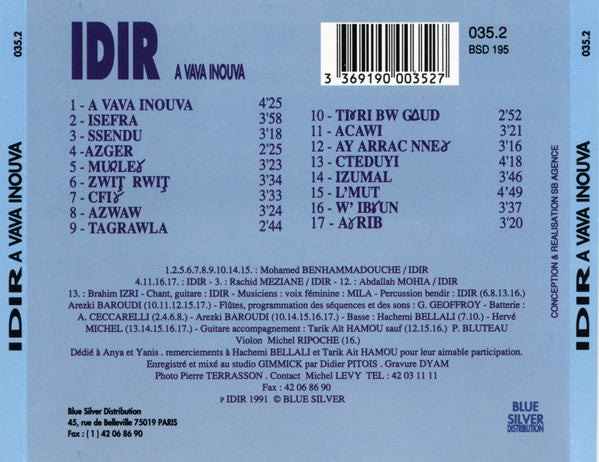 035.2
IDIR A VAVA INOUVA
IDIR A VAVA INOUVA
3 369190 003527
035.2
BSD 195
1 - A VAVA INOUVA 4'25
2 - ISEFRA 3'58
3 - SSENDU 3'18
4 -AZGER 2'25
5 - MURLEɤ 3'23
6 - ZWIŢ RWIŢ 3'34
7 - CFIɤ 3'33
8 - AZWAW 3'24
9 - TAGRAWLA 2'44
10 - TIɤRI BW GΔUD 2'52
11 - ACAWI 3'21
12 - AY ARRAC NNEɤ 3'16
13 - CTEDUYI 4'18
14 - IZUMAL 4'16
15 - L'MUT 4'49
16 - W' IBɤUN 3'37
17 - AɤRIB 3'20
1.2.5.6.7.8.9.10.14.15. : Mohamed BENHAMMADOUCHE / IDIR
4.11.16.17. : IDIR - 3. : Rachid MEZIANE / IDIR - 12. : Abdallah MOHIA / IDIR
13. : Brahim IZRI - Chant, guitare : IDIR - Musiciens : voix féminine : MILA - Percussion bendir : IDIR (6.8.13.16.)
Arezki BAROUDI (10.11.12.15.17.) - Flûtes, programmation des séquences et des sons : G. GEOFFROY - Batterie :
A. CECCARELLI (2.4.6.8.). - Arezki BAROUDI (10.14.15.16.17.) - Basse : Hachemi BELLALI (7.10) - Hervé
MICHEL (13.14.15.16.17.) - Guitare accompagnement : Tarik Aït HAMOU sauf (12.15.16.) P. BLUTEAU
Violon Michel RIPOCHE (16.)
Dédié à Anya et Yanis . remerciements à Hachemi BELLALI et Tarik Aït HAMOU pour leur aimable participation.
Enregistré et mixé au studio GIMMICK par Didier PITOIS . Gravure DYAM
Photo Pierre TERRASSON . Contact Michel LEVY TEL : 42 03 11 11
Fax : 42 06 86 90
P IDIR 1991 © BLUE SILVER
Blue Silver Distribution
45, rue de Belleville 75019 PARIS
Fax : ( 1 ) 42 06 86 90
BLUE
SILVER
DISTRIBUTION
CONCEPTION & REALISATION SB AGENCE
035.2
IDIR A VAVA INOUVA